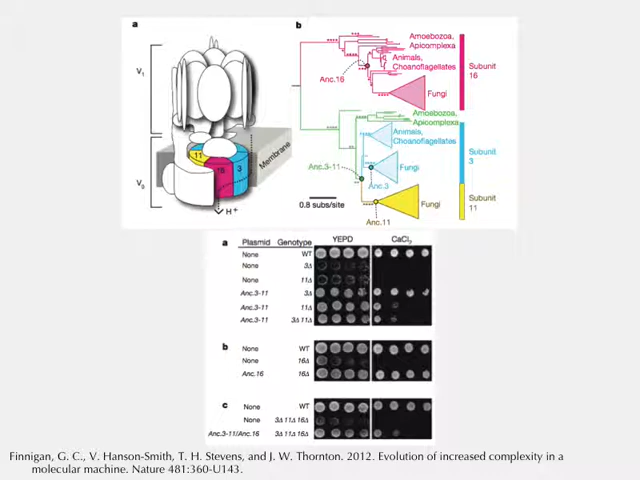 a
b
V1
V0
11
16
3
Membrane
H+
Amoebozoa,
Apicomplexa
Animals,
Choanoflagellates
Anc.16
Fungi
Subunit
16
Amoebozoa,
Apicomplexa
Animals,
Choanoflagellates
Anc.3-11
Fungi
Anc.3
Subunit
3
0.8 subs/site
Fungi
Anc.11
Subunit
11
YEPD CaCl2
a Plasmid Genotype
None WT
None 3Δ
None 11Δ
Anc.3-11 3Δ
Anc.3-11 11Δ
Anc.3-11 3Δ 11Δ
b None WT
None 16Δ
Anc.16 16Δ
c None WT
None 3Δ 11Δ 16Δ
Anc.3-11/Anc.16 3Δ 11Δ 16Δ
Finnigan, G. C., V. Hanson-Smith, T. H. Stevens, and J. W. Thornton. 2012. Evolution of increased complexity in a
molecular machine. Nature 481:360-U143.